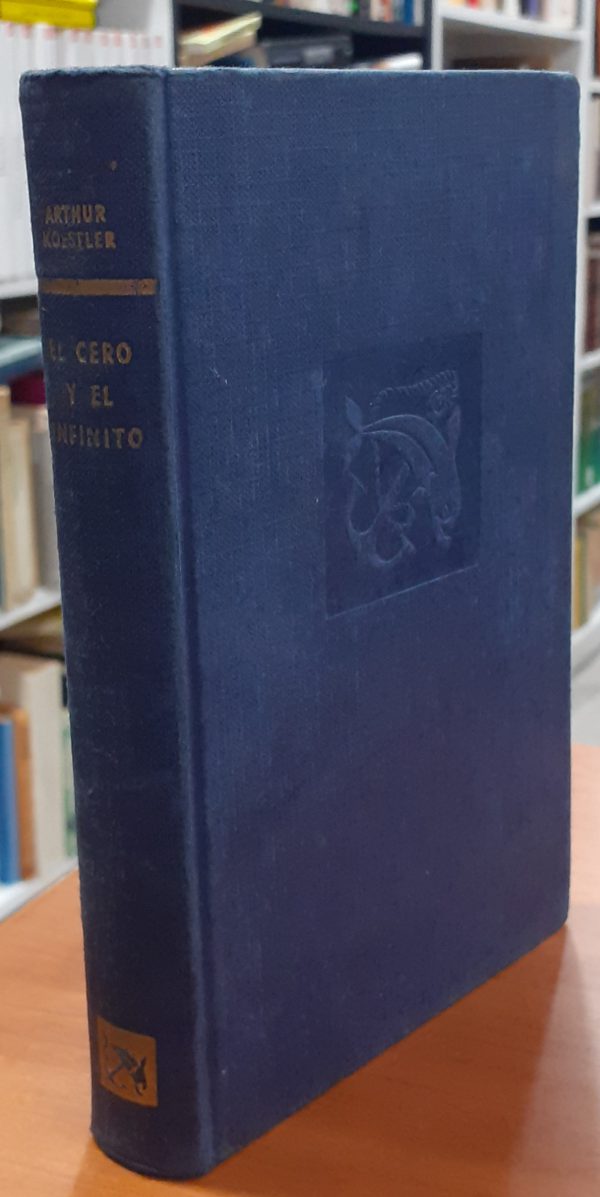 ARTHUR
KOESTLER
EL CERO
Y EL
INFINITO